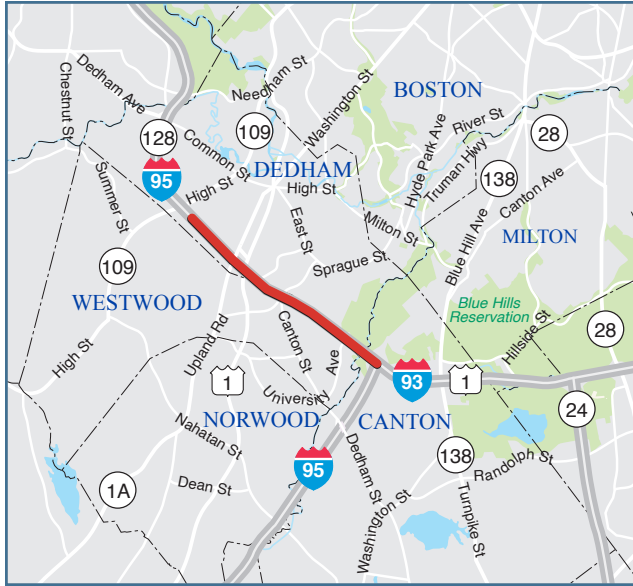 Chestnut St
Dedham Ave
Needham St
Washington St
BOSTON
128
109
Common St
River St
28
DEDHAM
Hyde Park Ave
Truman Hwy
95
High St
High St
138
Canton Ave
Summer St
East St
Milton St
Blue Hill Ave
MILTON
109
Sprague St
WESTWOOD
Blue Hills
Reservation
Hillside St
28
High St
Upland Rd
Canton St
University Ave
1
93
1
24
NORWOOD
CANTON
Nahatan St
95
Dedham St
138
Randolph St
1A
Dean St
Washington St
Turnpike St